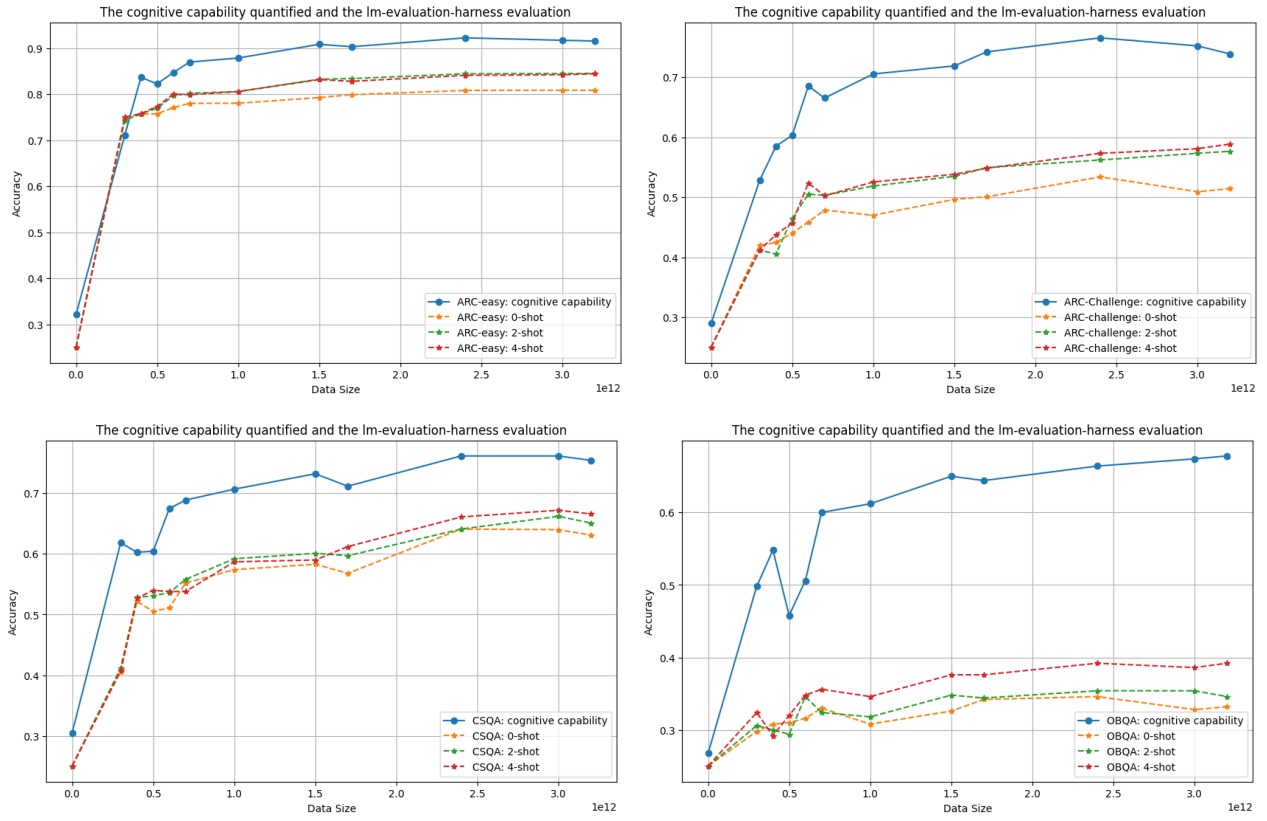 The cognitive capability quantified and the lm-evaluation-harness evaluation
Accuracy
0.9
0.8
0.7
0.6
0.5
0.4
0.3
ARC-easy: cognitive capability
ARC-easy: 0-shot
ARC-easy: 2-shot
ARC-easy: 4-shot
0.0 0.5 1.0 1.5 2.0 2.5 3.0
1e12
Data Size
The cognitive capability quantified and the lm-evaluation-harness evaluation
Accuracy
0.7
0.6
0.5
0.4
0.3
ARC-Challenge: cognitive capability
ARC-challenge: 0-shot
ARC-challenge: 2-shot
ARC-challenge: 4-shot
0.0 0.5 1.0 1.5 2.0 2.5 3.0
1e12
Data Size
The cognitive capability quantified and the lm-evaluation-harness evaluation
Accuracy
0.7
0.6
0.5
0.4
0.3
CSQA: cognitive capability
CSQA: 0-shot
CSQA: 2-shot
CSQA: 4-shot
0.0 0.5 1.0 1.5 2.0 2.5 3.0
1e12
Data Size
The cognitive capability quantified and the lm-evaluation-harness evaluation
Accuracy
0.6
0.5
0.4
0.3
OBQA: cognitive capability
OBQA: 0-shot
OBQA: 2-shot
OBQA: 4-shot
0.0 0.5 1.0 1.5 2.0 2.5 3.0
1e12
Data Size